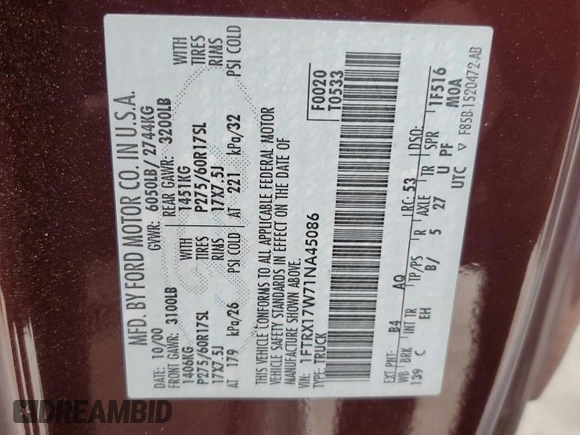 MFD. BY FORD MOTOR CO. IN U.S.A.
DATE: 10/00 GVWR: 6050LB/ 2744KG
FRONT GAWR: 3100LB REAR GAWR: 3200LB
1406KG 1451KG WITH
P275/60R17SL P275/60R17SL TIRES
17X7.5J 17X7.5J RIMS
AT 179 kPa/26 PSI COLD AT 221 kPa/32 PSI COLD
WITH
TIRES
RIMS
THIS VEHICLE CONFORMS TO ALL APPLICABLE FEDERAL MOTOR
VEHICLE SAFETY STANDARDS IN EFFECT ON THE DATE OF
MANUFACTURE SHOWN ABOVE.
VIN: 1FTRX17W71NA45086
TYPE: TRUCK
F0020
T0533
EXT PNT: B4 AQ RC: 53 DSO:
WB BRK INT TR TP/PS R AXLE TR SPR
139 C EH B/ 5 27 U PF 1F516
UTC MOA
▽ F85B-1520472-AB
DREAMBID